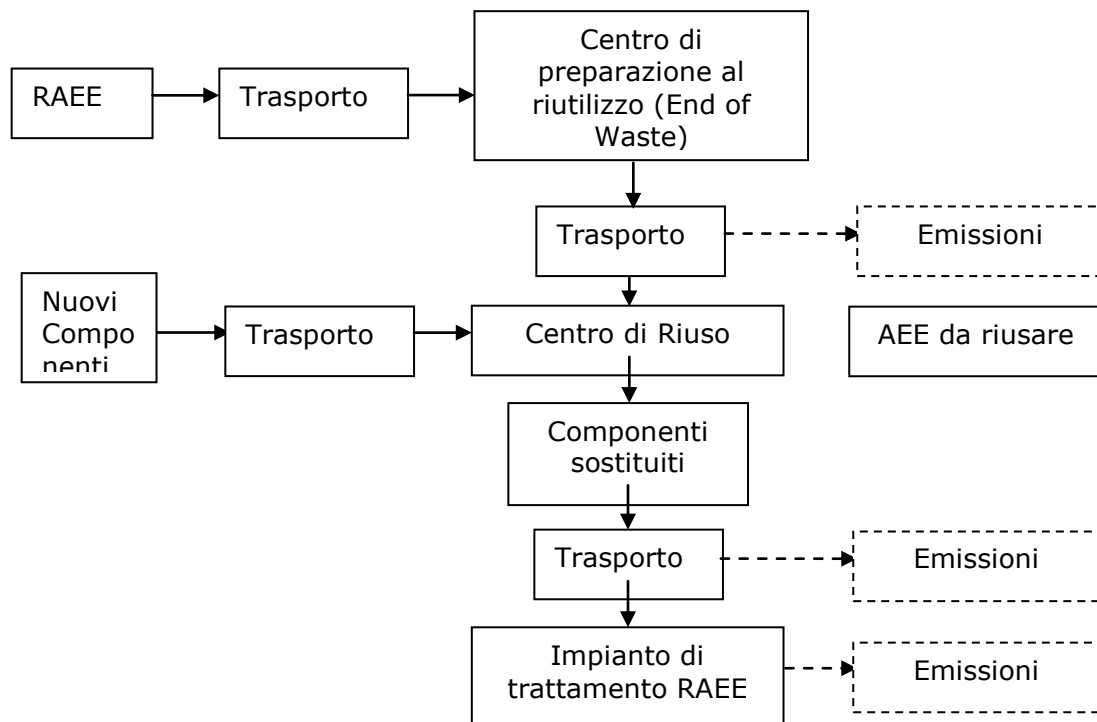 Centro di
preparazione al
riutilizzo (End of
Waste)
RAEE
Trasporto
Trasporto
Emissioni
Nuovi
Compo
nenti
Trasporto
Centro di Riuso
AEE da riusare
Componenti
sostituiti
Trasporto
Emissioni
Impianto di
trattamento RAEE
Emissioni